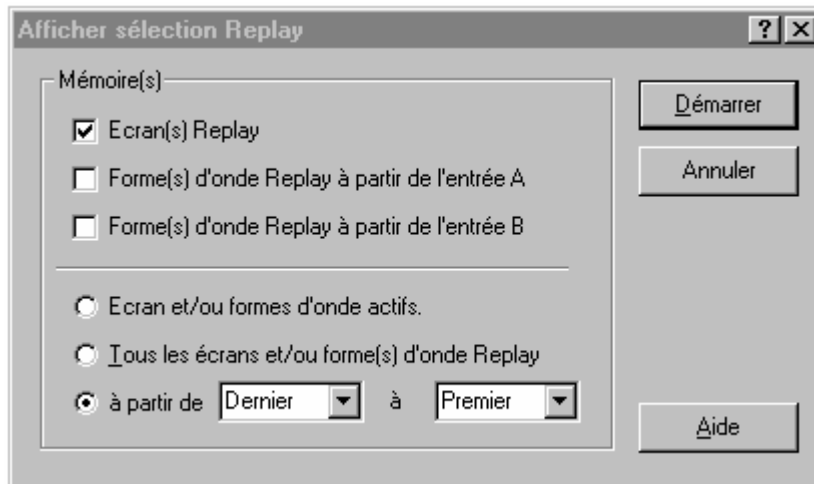 Afficher sélection Replay
Mémoire(s)
Ecran(s) Replay
Forme(s) d'onde Replay à partir de l'entrée A
Forme(s) d'onde Replay à partir de l'entrée B
Ecran et/ou formes d'onde actifs.
Tous les écrans et/ou forme(s) d'onde Replay
à partir de Dernier à Premier
Démarrer
Annuler
Aide